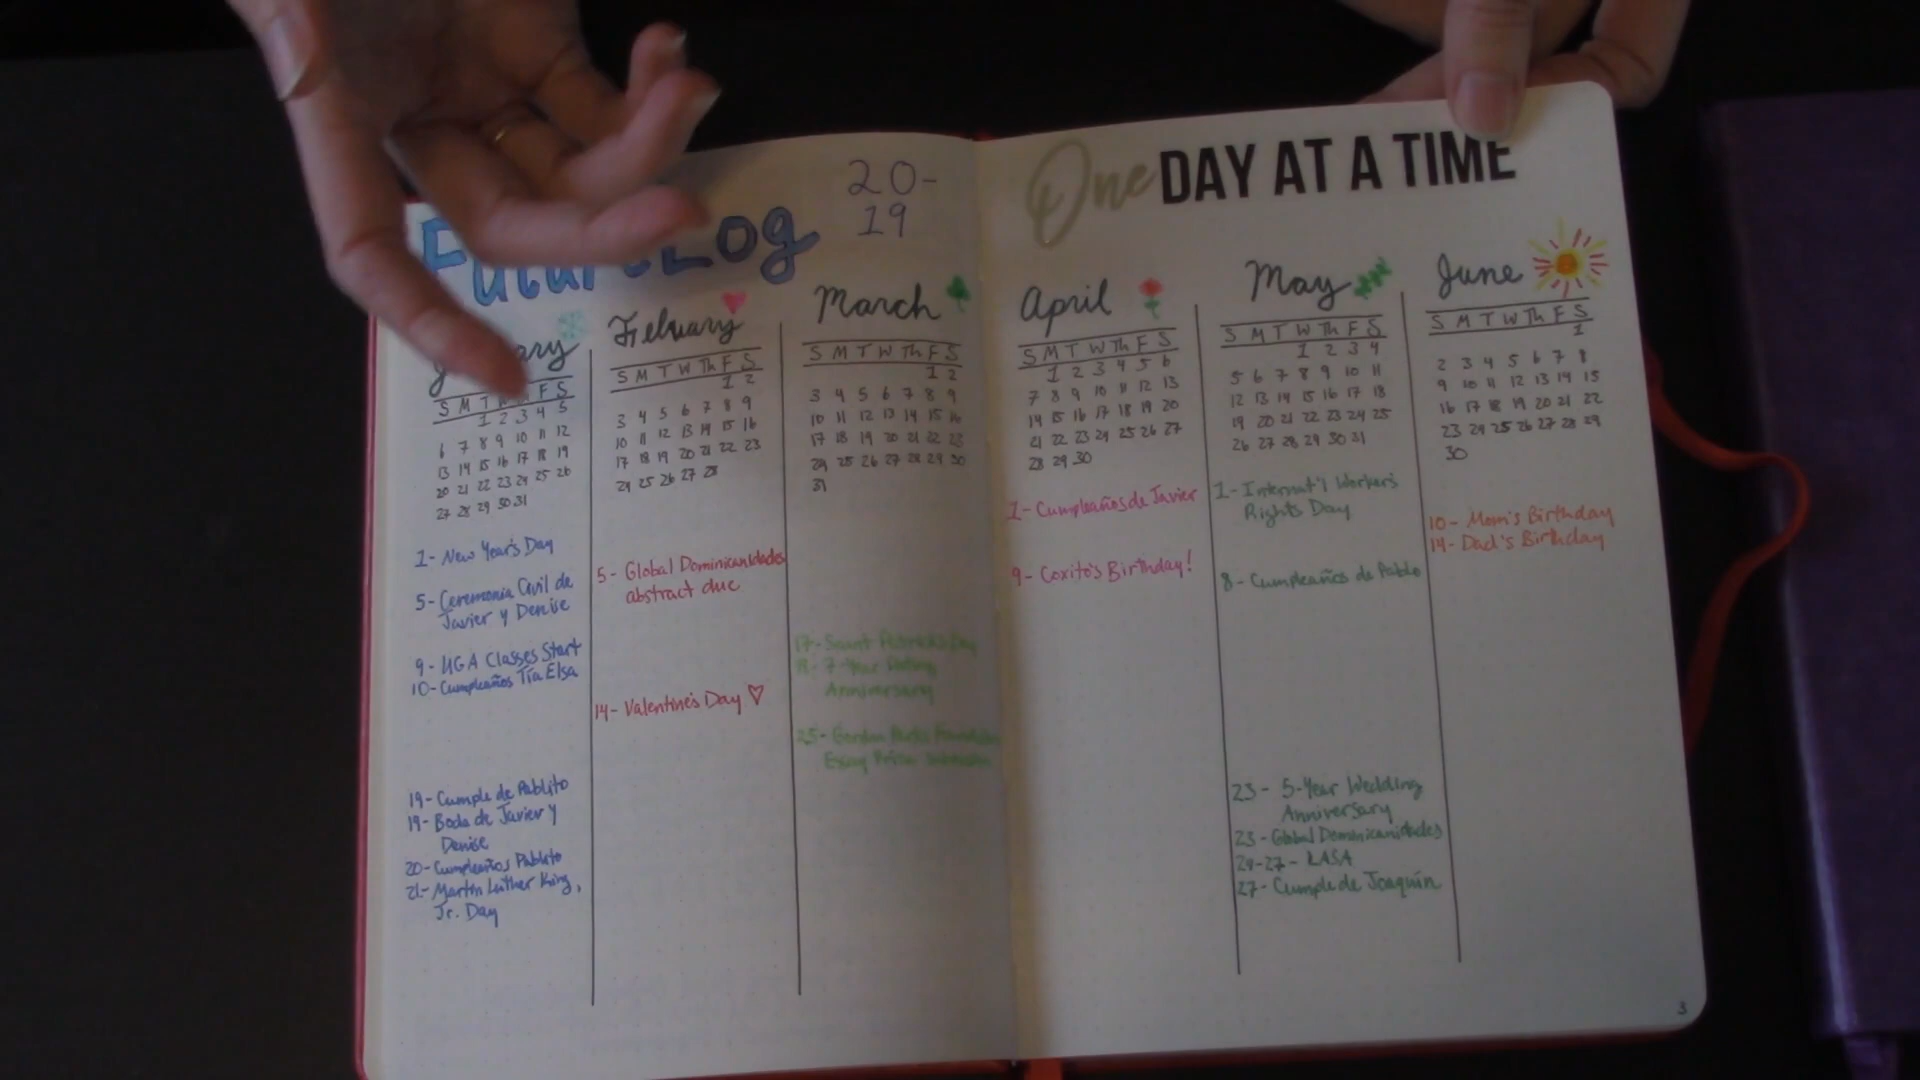 Future Log
20-
19
One DAY AT A TIME
S M T F S
1 2 3 4 5
6 7 8 9 10 11 12
13 14 15 16 17 18 19
20 21 22 23 24 25 26
27 28 29 30 31
1- New Year's Day
5- Ceremonia Civil de
Javier y Denise
9- UGA Classes Start
10- Cumpleaños Tía Elsa
19- Cumple de Pablito
19- Boda de Javier y
Denise
20- Cumpleaños Pablito
21- Martin Luther King,
Jr. Day
February
S M T W Th F S
1 2
3 4 5 6 7 8 9
10 11 12 13 14 15 16
17 18 19 20 21 22 23
24 25 26 27 28
5- Global Dominicanidades
abstract due
14- Valentine's Day ♡
March
S M T W Th F S
1 2
3 4 5 6 7 8 9
10 11 12 13 14 15 16
17 18 19 20 21 22 23
24 25 26 27 28 29 30
31
17- Saint Patrick's Day
18- 7-Year Dating
Anniversary
25- Gordon Parks Foundation
Essay Prize
April
S M T W Th F S
1 2 3 4 5 6
7 8 9 10 11 12 13
14 15 16 17 18 19 20
21 22 23 24 25 26 27
28 29 30
1- Cumpleaños de Javier
9- Coxito's Birthday!
May
S M T W Th F S
1 2 3 4
5 6 7 8 9 10 11
12 13 14 15 16 17 18
19 20 21 22 23 24 25
26 27 28 29 30 31
1- Internat'l Workers
Rights Day
8- Cumpleaños de Pablo
23- 5-Year Wedding
Anniversary
23- Global Dominicanidades
24-27- LASA
27- Cumple de Joaquín
June
S M T W Th F S
1
2 3 4 5 6 7 8
9 10 11 12 13 14 15
16 17 18 19 20 21 22
23 24 25 26 27 28 29
30
10- Mom's Birthday
14- Dad's Birthday
3